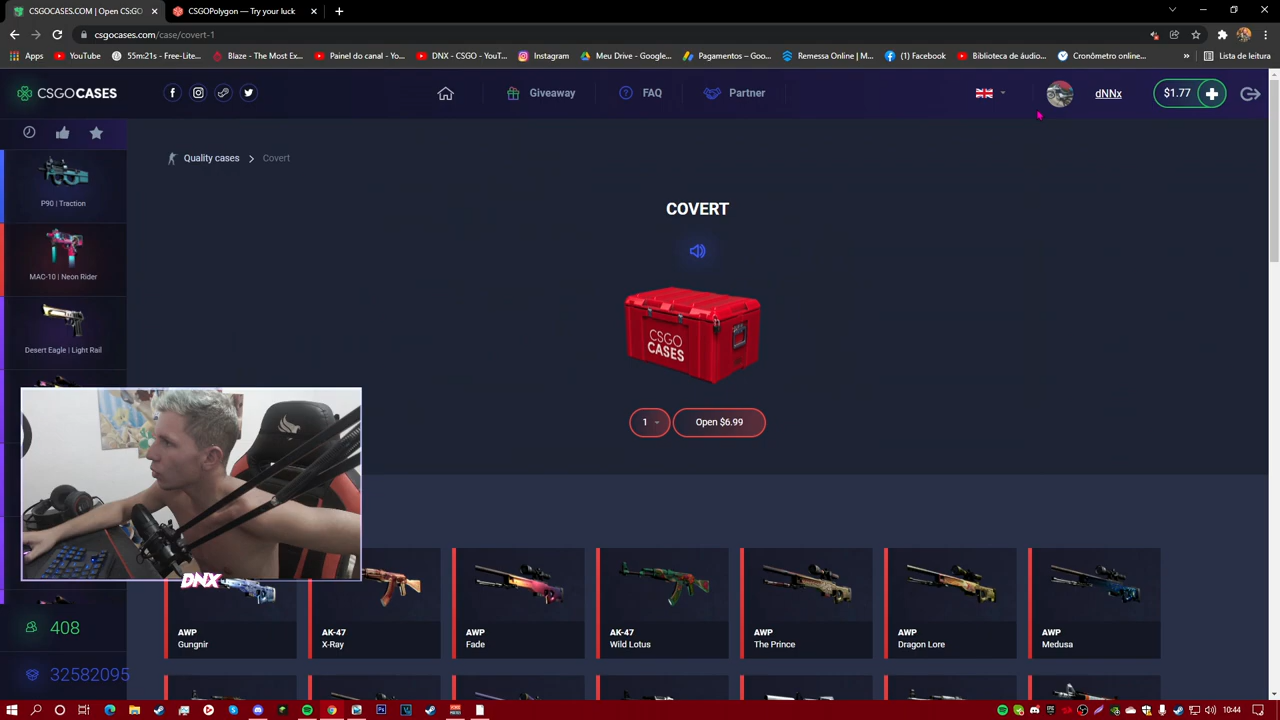 CSGOCASES.COM | Open CS:GO
CSGOPolygon — Try your luck
csgocases.com/case/covert-1
Apps
YouTube
55m21s - Free-Lite...
Blaze - The Most Ex...
Painel do canal - Yo...
DNX - CSGO - YouT...
Instagram
Meu Drive - Google...
Pagamentos – Goo...
Remessa Online | M...
(1) Facebook
Biblioteca de áudio...
Cronômetro online...
»
Lista de leitura
CSGOCASES
Giveaway
FAQ
Partner
dNNx
$1.77
Quality cases > Covert
P90 | Traction
COVERT
MAC-10 | Neon Rider
Desert Eagle | Light Rail
CSGO
CASES
1
Open $6.99
DNX
408
32582095
AWP
Gungnir
AK-47
X-Ray
AWP
Fade
AK-47
Wild Lotus
AWP
The Prince
AWP
Dragon Lore
AWP
Medusa
10:44